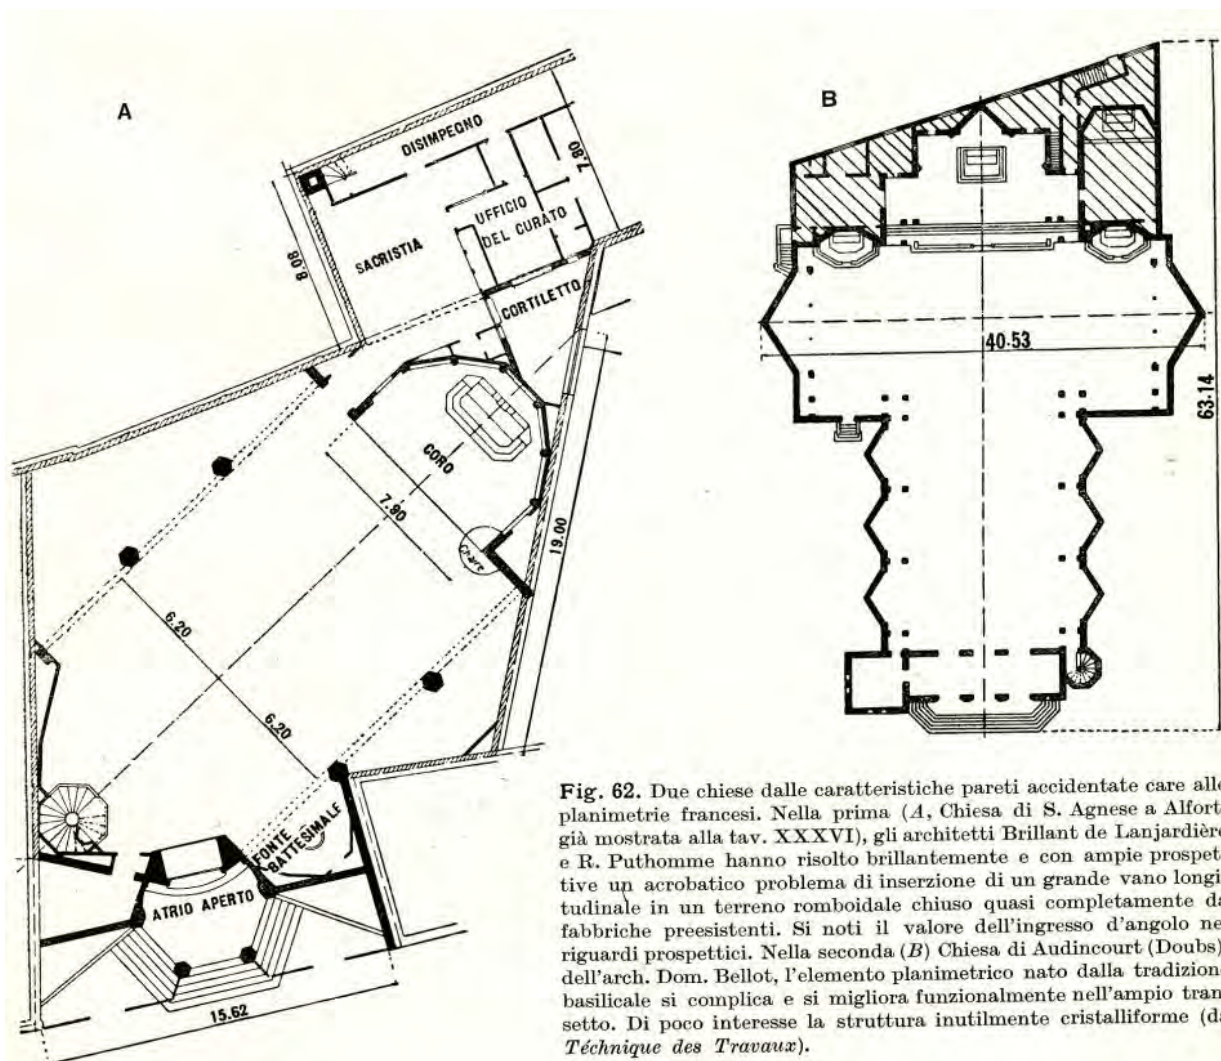 A
DISIMPEGNO
7.80
UFFICIO
DEL CURATO
SACRISTIA
8.08
CORTILETTO
CORO
7.90
19.00
6.20
6.20
FONTE
BATTESIMALE
ATRIO APERTO
15.62
B
40.53
63.14
Fig. 62. Due chiese dalle caratteristiche pareti accidentate care alle
planimetrie francesi. Nella prima (A, Chiesa di S. Agnese a Alfort
già mostrata alla tav. XXXVI), gli architetti Brillant de Lanjardière
e R. Puthomme hanno risolto brillantemente e con ampie prospet
tive un acrobatico problema di inserzione di un grande vano longi
tudinale in un terreno romboidale chiuso quasi completamente da
fabbriche preesistenti. Si noti il valore dell'ingresso d'angolo ne
riguardi prospettici. Nella seconda (B) Chiesa di Audincourt (Doubs)
dell'arch. Dom. Bellot, l'elemento planimetrico nato dalla tradizion
basilicale si complica e si migliora funzionalmente nell'ampio tran
setto. Di poco interesse la struttura inutilmente cristalliforme (da
Téchnique des Travaux).